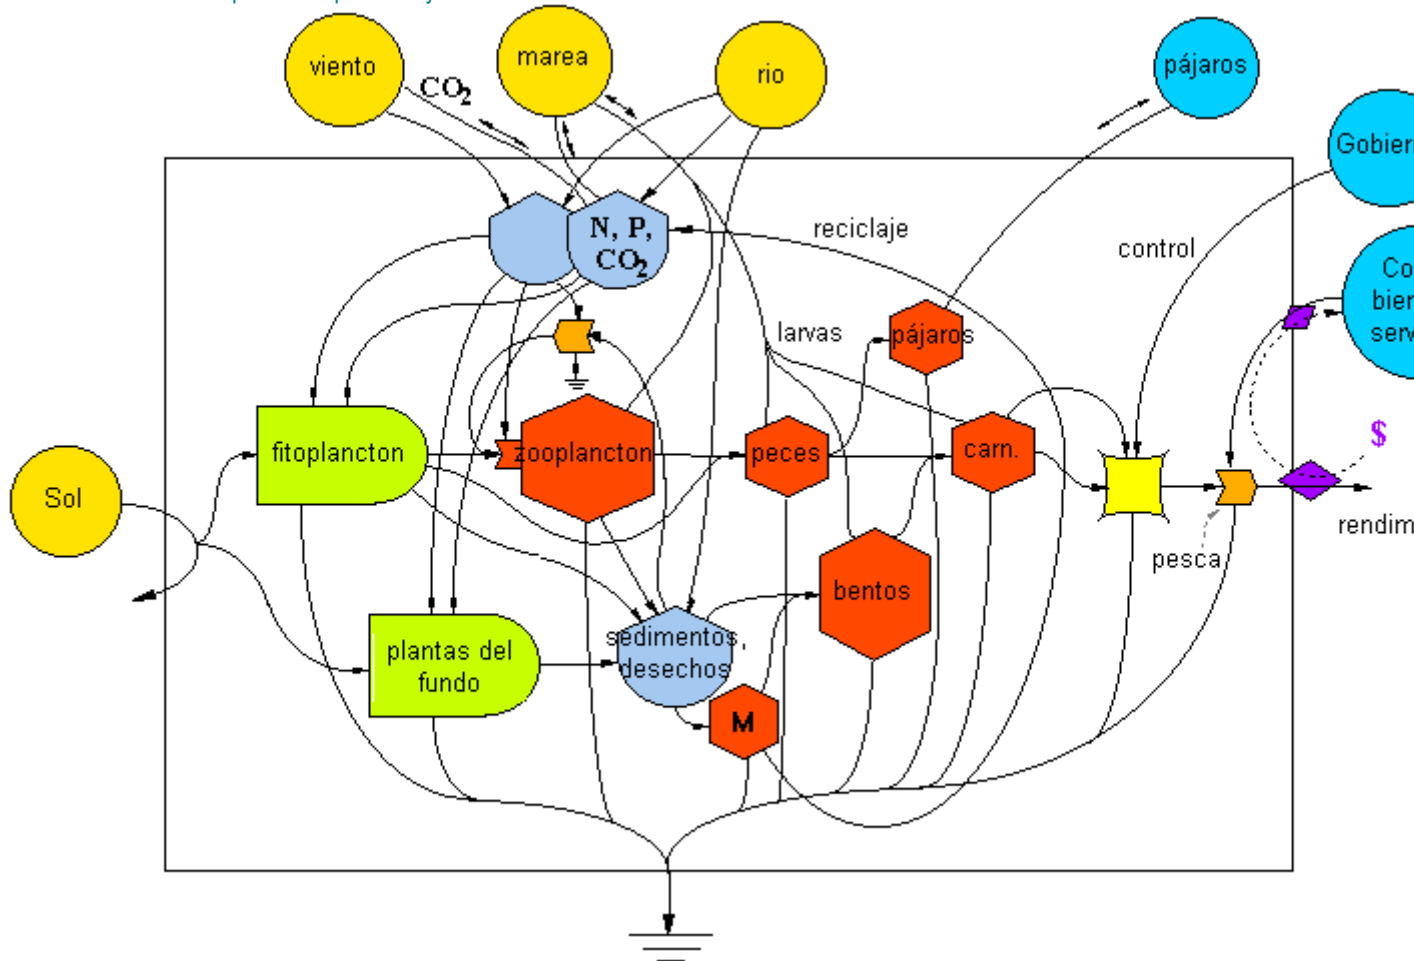 viento
marea
rio
pájaros
CO2
Gobier
N, P,
CO2
reciclaje
control
Co
bien
serv
larvas
pájaros
$
fitoplancton
zooplancton
peces
carn.
Sol
rendim
pesca
bentos
sedimentos,
desechos
plantas del
fundo
M